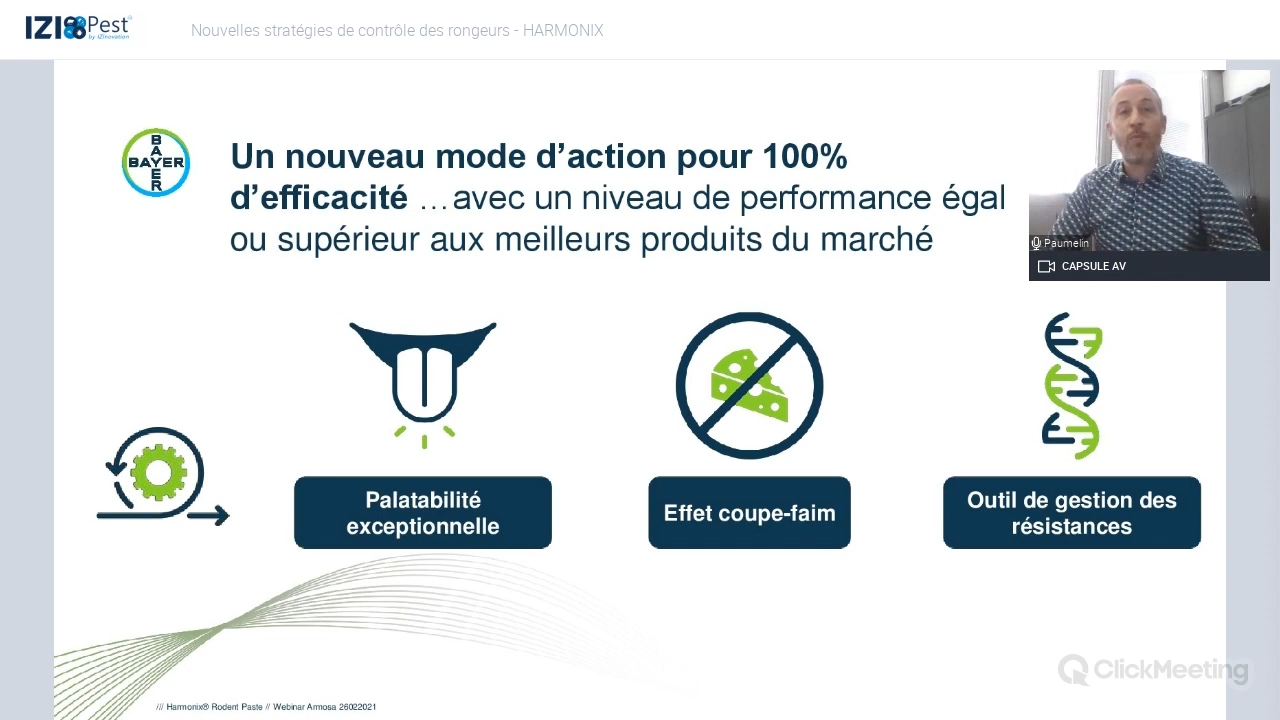 IZI Pest
by IZInovation
Nouvelles stratégies de contrôle des rongeurs - HARMONIX
BAYER
BAYER
Un nouveau mode d’action pour 100%
d’efficacité …avec un niveau de performance égal
ou supérieur aux meilleurs produits du marché
Paumelin
CAPSULE AV
Palatabilité
exceptionnelle
Effet coupe-faim
Outil de gestion des
résistances
ClickMeeting
/// Harmonix® Rodent Paste // Webinar Armosa 26022021